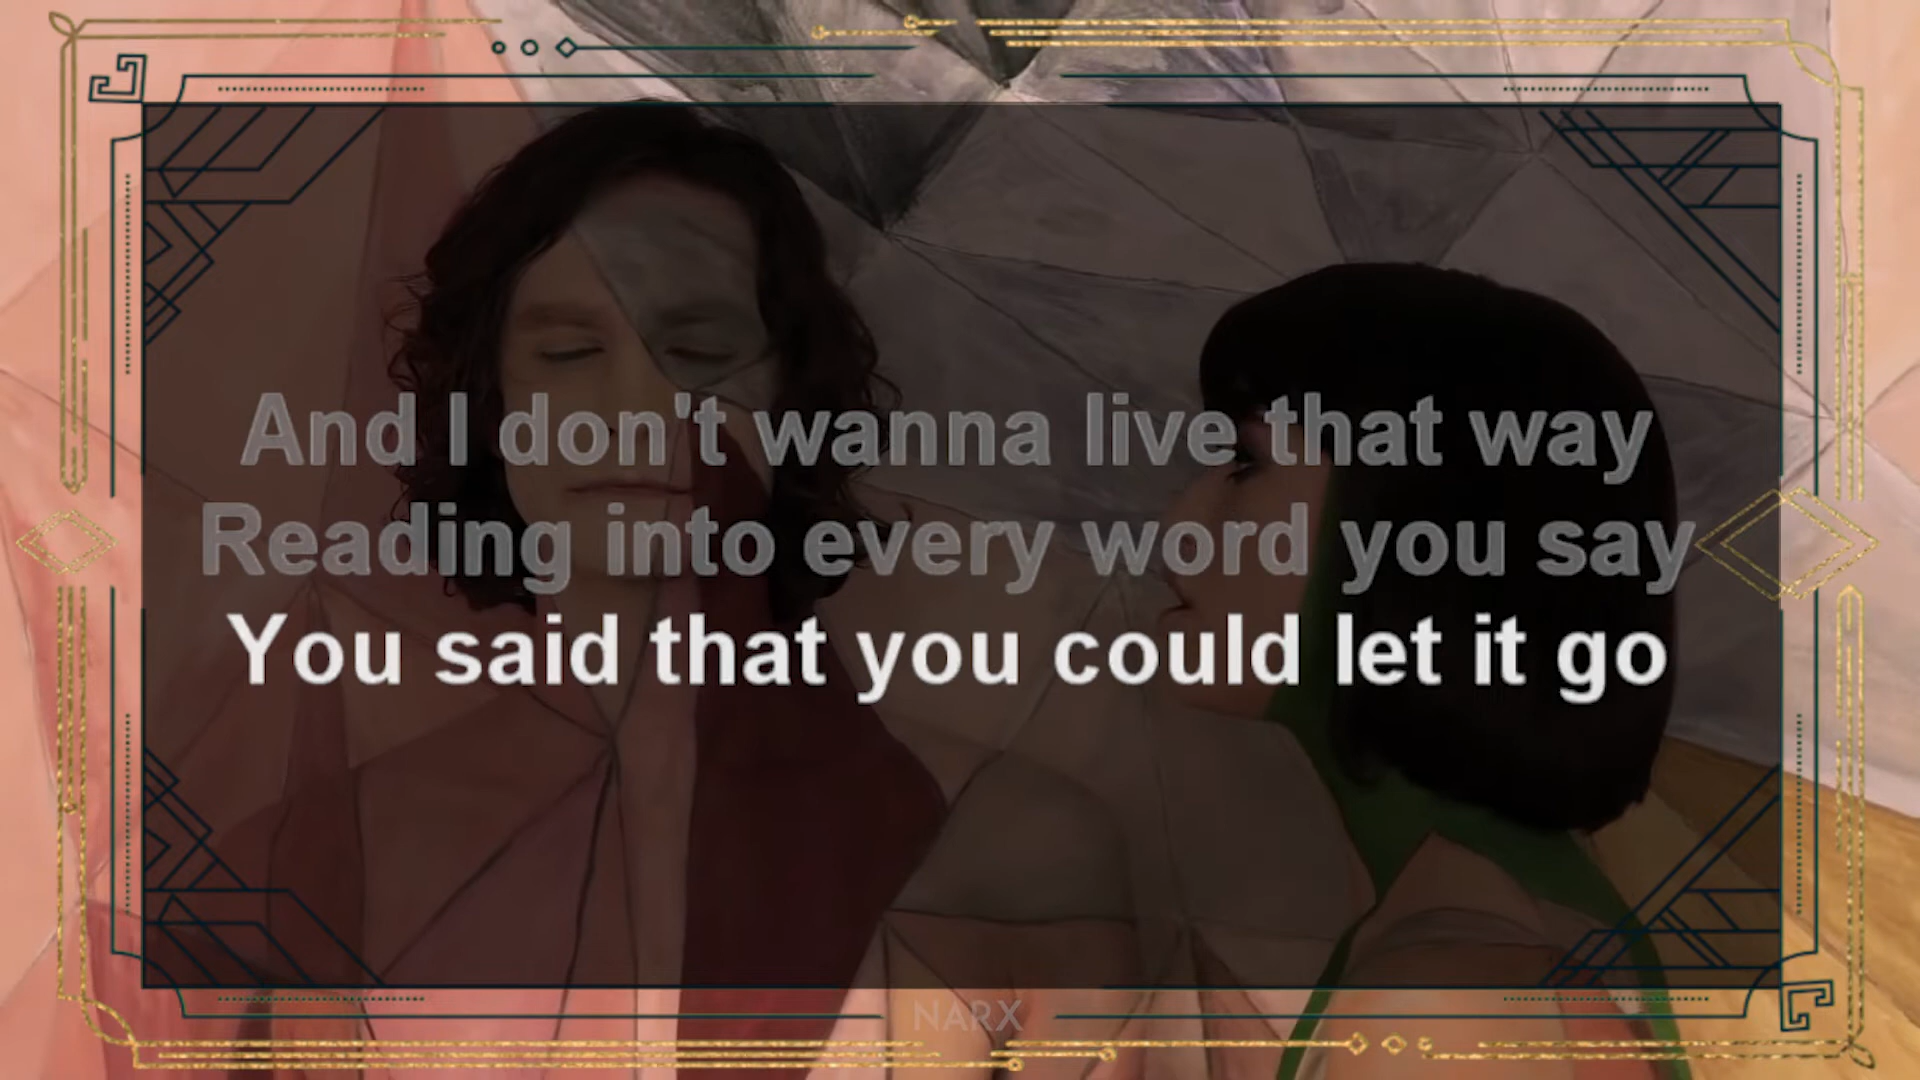 And I don't wanna live that way
Reading into every word you say
You said that you could let it go
NARX